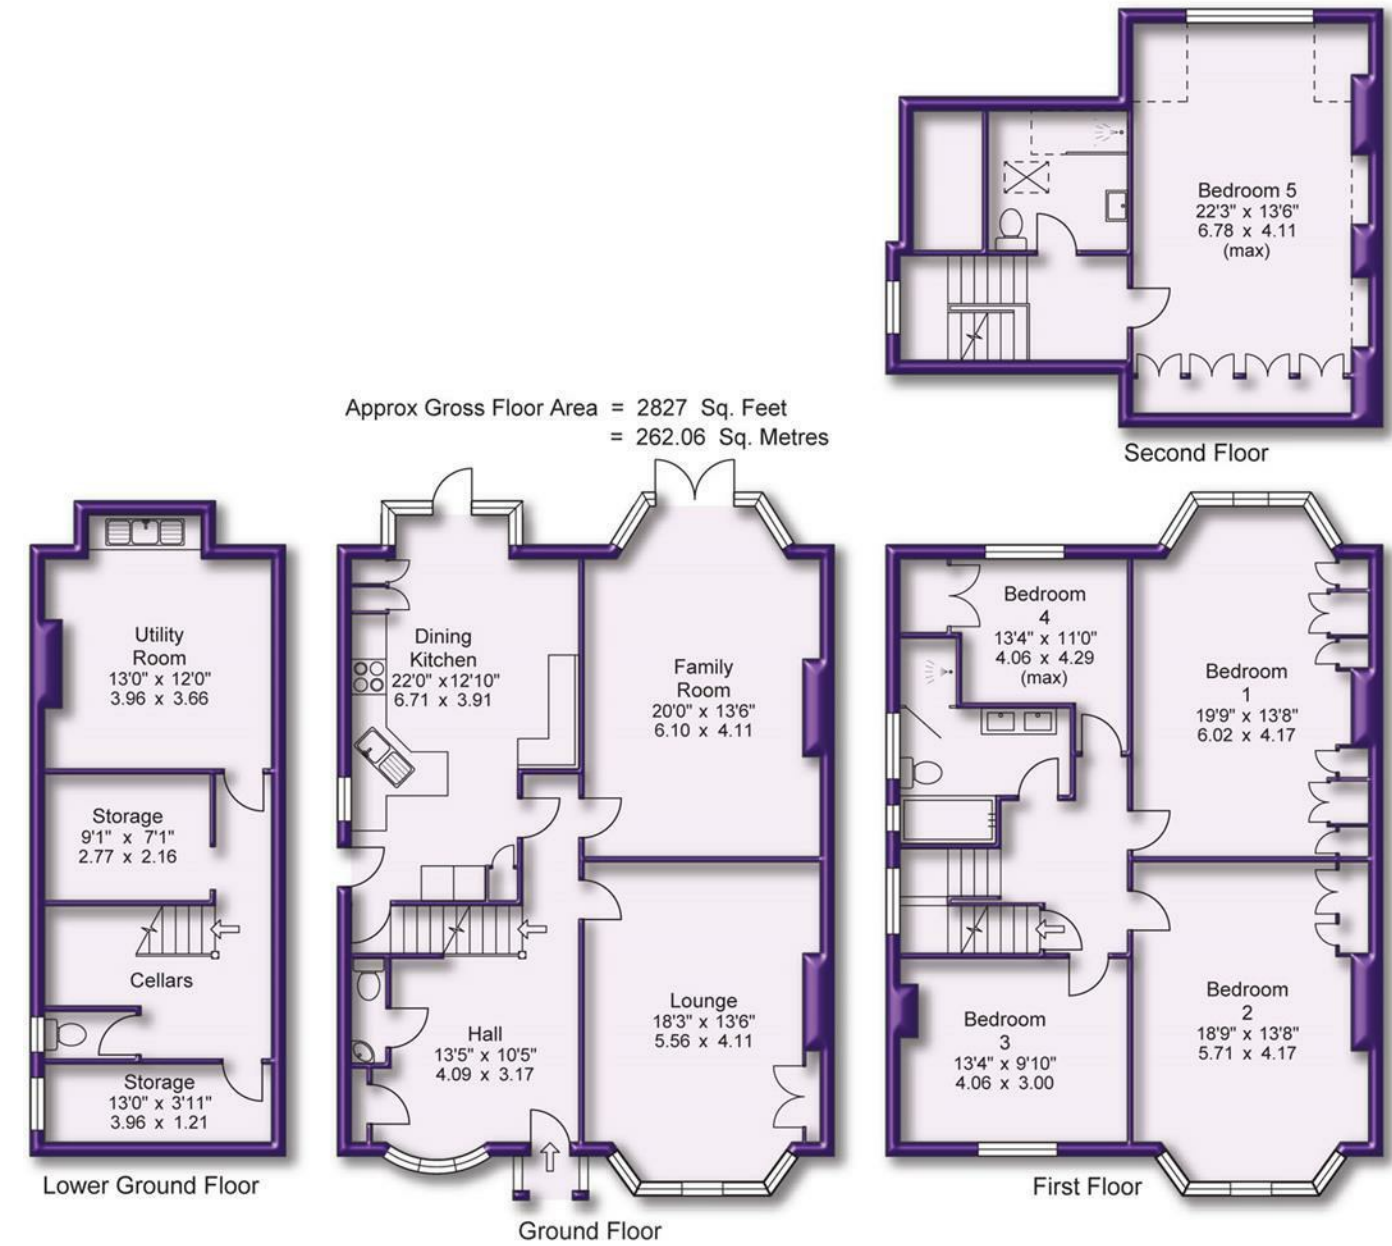 Bedroom 5
22'3" x 13'6"
6.78 x 4.11
(max)
Second Floor
Approx Gross Floor Area = 2827 Sq. Feet
= 262.06 Sq. Metres
Utility
Room
13'0" x 12'0"
3.96 x 3.66
Storage
9'1" x 7'1"
2.77 x 2.16
Cellars
Storage
13'0" x 3'11"
3.96 x 1.21
Lower Ground Floor
Dining
Kitchen
22'0" x12'10"
6.71 x 3.91
Family
Room
20'0" x 13'6"
6.10 x 4.11
Lounge
18'3" x 13'6"
5.56 x 4.11
Hall
13'5" x 10'5"
4.09 x 3.17
Ground Floor
Bedroom
4
13'4" x 11'0"
4.06 x 4.29
(max)
Bedroom
1
19'9" x 13'8"
6.02 x 4.17
Bedroom
2
18'9" x 13'8"
5.71 x 4.17
Bedroom
3
13'4" x 9'10"
4.06 x 3.00
First Floor